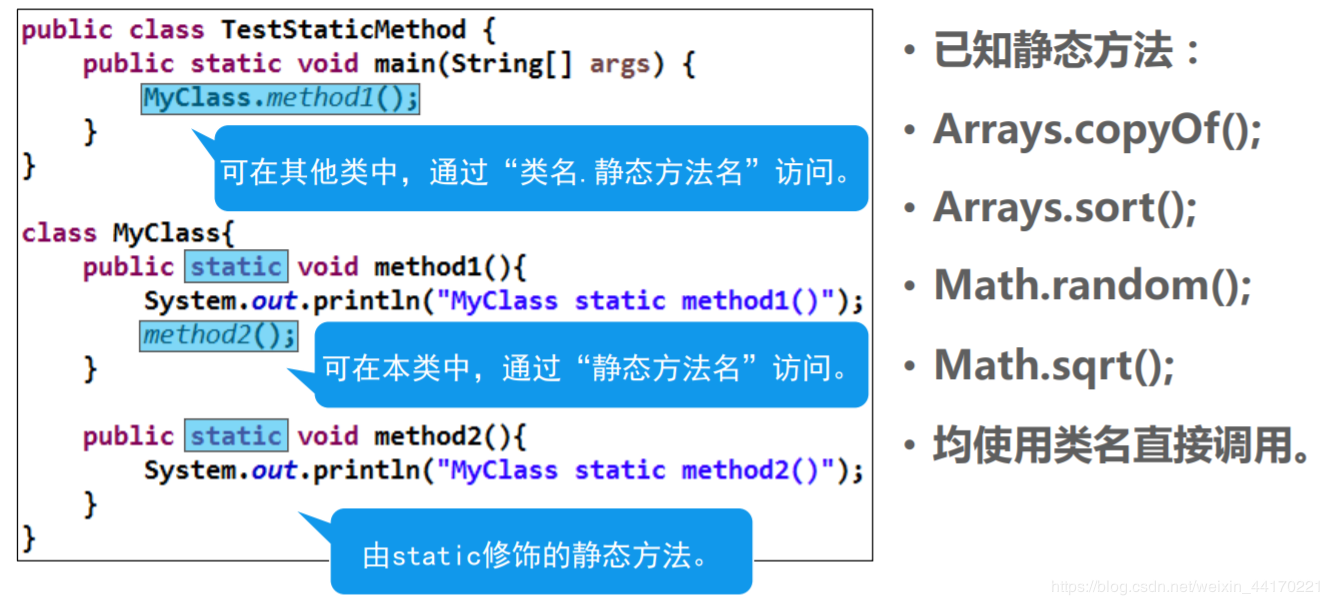 public class TestStaticMethod {
public static void main(String[] args) {
MyClass.method1();
}
}
可在其他类中，通过“类名.静态方法名”访问。
class MyClass{
public static void method1(){
System.out.println("MyClass static method1()");
method2();
}
可在本类中，通过“静态方法名”访问。
public static void method2(){
System.out.println("MyClass static method2()");
}
}
由static修饰的静态方法。
• 已知静态方法：
• Arrays.copyOf();
• Arrays.sort();
• Math.random();
• Math.sqrt();
• 均使用类名直接调用。
https://blog.csdn.net/weixin_44170221